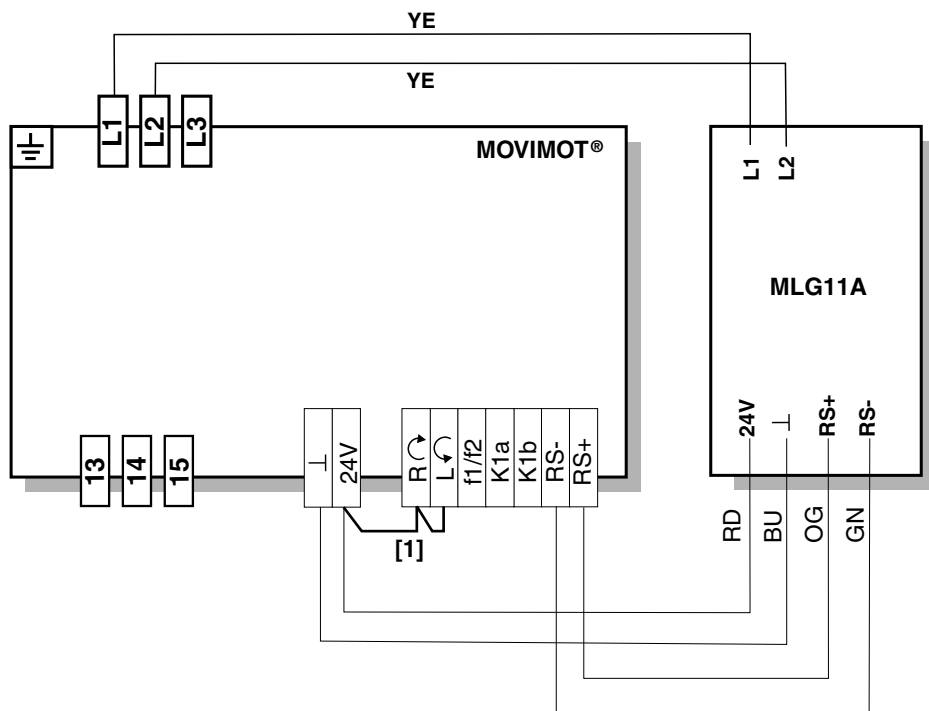 YE
YE
L1
L2
L3
MOVIMOT®
L1
L2
MLG11A
13
14
15
⊥
24V
R
L
f1/f2
K1a
K1b
RS-
RS+
24V
⊥
RS+
RS-
[1]
RD
BU
OG
GN